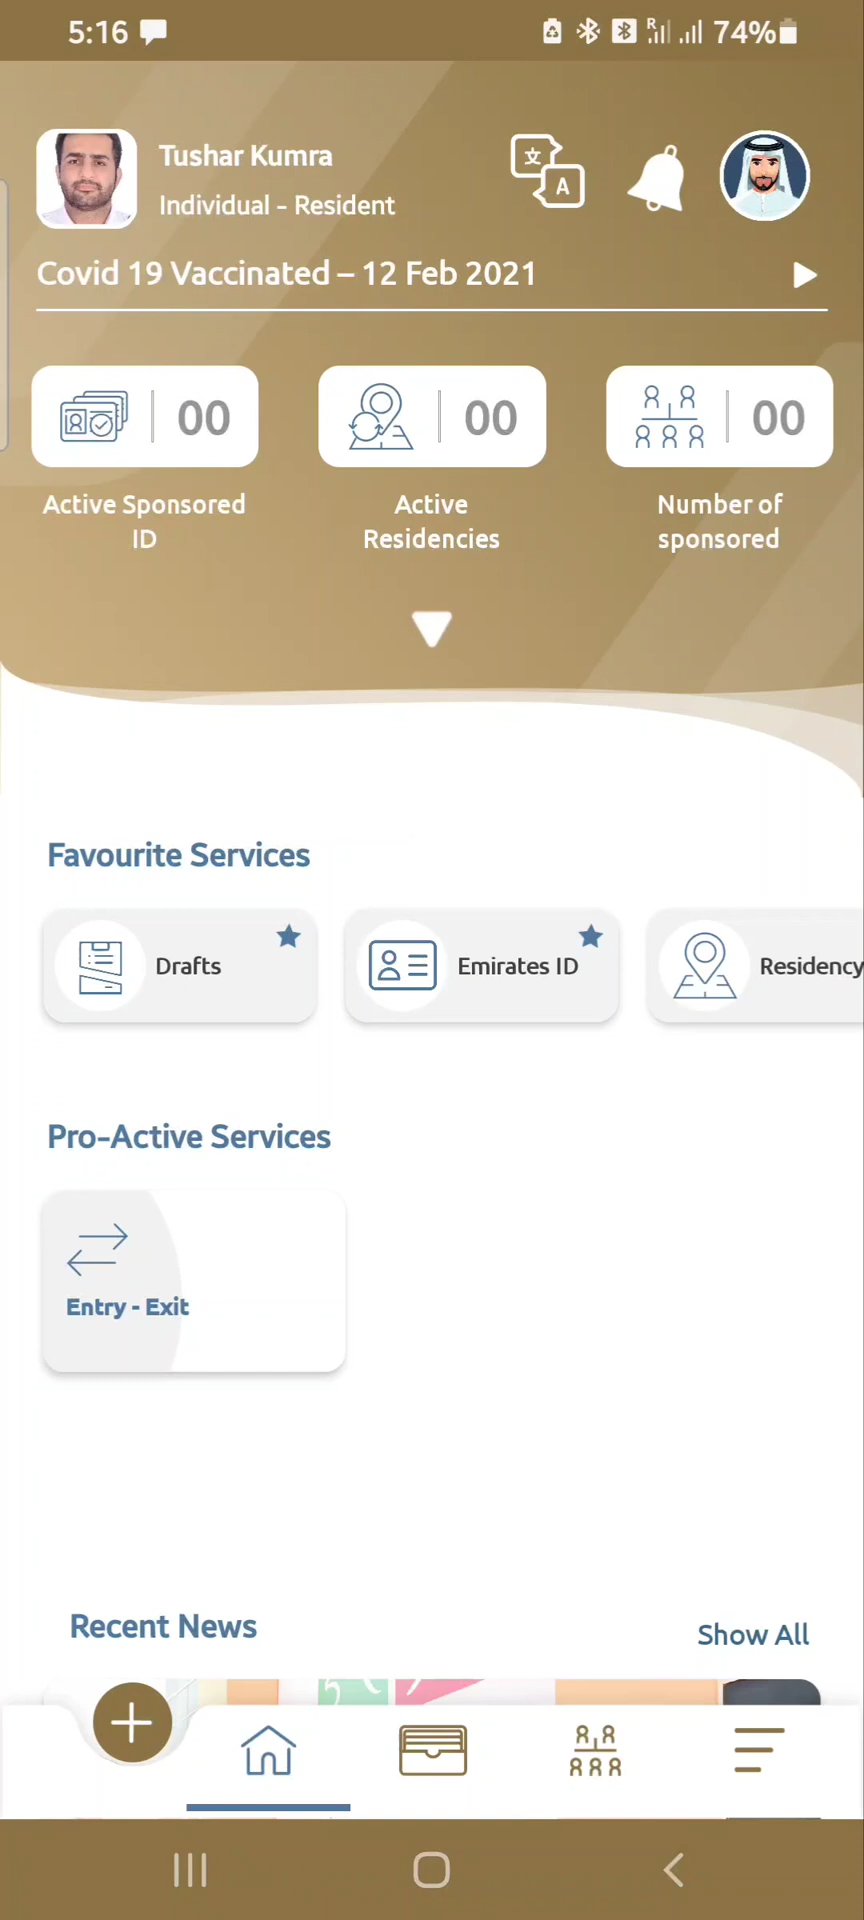 5:16
R
74%
Tushar Kumra
文
A
Individual - Resident
Covid 19 Vaccinated – 12 Feb 2021
00
00
00
Active Sponsored
ID
Active
Residencies
Number of
sponsored
Favourite Services
Drafts
Emirates ID
Residency
Pro-Active Services
Entry - Exit
Recent News
Show All